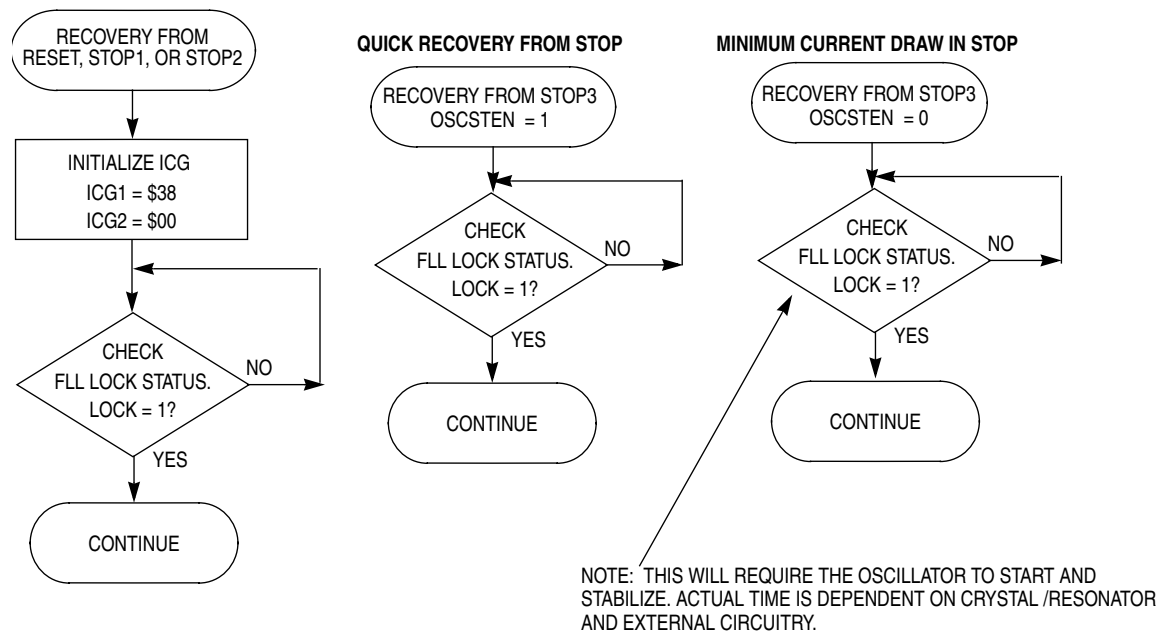 RECOVERY FROM
RESET, STOP1, OR STOP2
INITIALIZE ICG
ICG1 = $38
ICG2 = $00
CHECK
FLL LOCK STATUS.
LOCK = 1?
NO
YES
CONTINUE
QUICK RECOVERY FROM STOP
RECOVERY FROM STOP3
OSCSTEN = 1
CHECK
FLL LOCK STATUS.
LOCK = 1?
NO
YES
CONTINUE
MINIMUM CURRENT DRAW IN STOP
RECOVERY FROM STOP3
OSCSTEN = 0
CHECK
FLL LOCK STATUS.
LOCK = 1?
NO
YES
CONTINUE
NOTE: THIS WILL REQUIRE THE OSCILLATOR TO START AND
STABILIZE. ACTUAL TIME IS DEPENDENT ON CRYSTAL /RESONATOR
AND EXTERNAL CIRCUITRY.